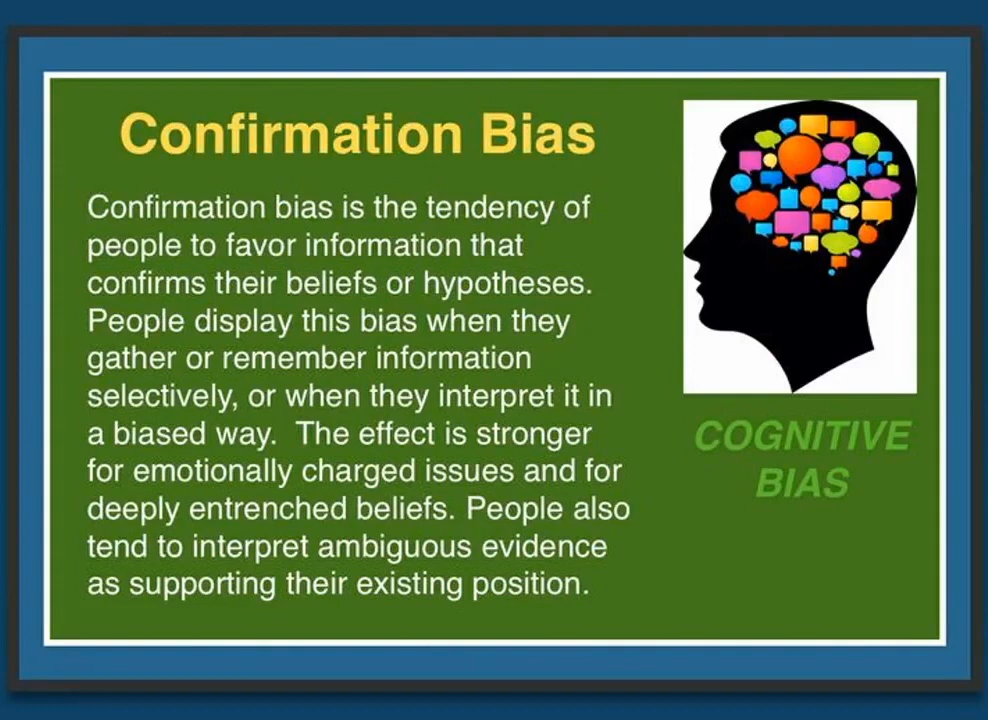 Confirmation Bias
Confirmation bias is the tendency of
people to favor information that
confirms their beliefs or hypotheses.
People display this bias when they
gather or remember information
selectively, or when they interpret it in
a biased way.  The effect is stronger
for emotionally charged issues and for
deeply entrenched beliefs. People also
tend to interpret ambiguous evidence
as supporting their existing position.
COGNITIVE
BIAS